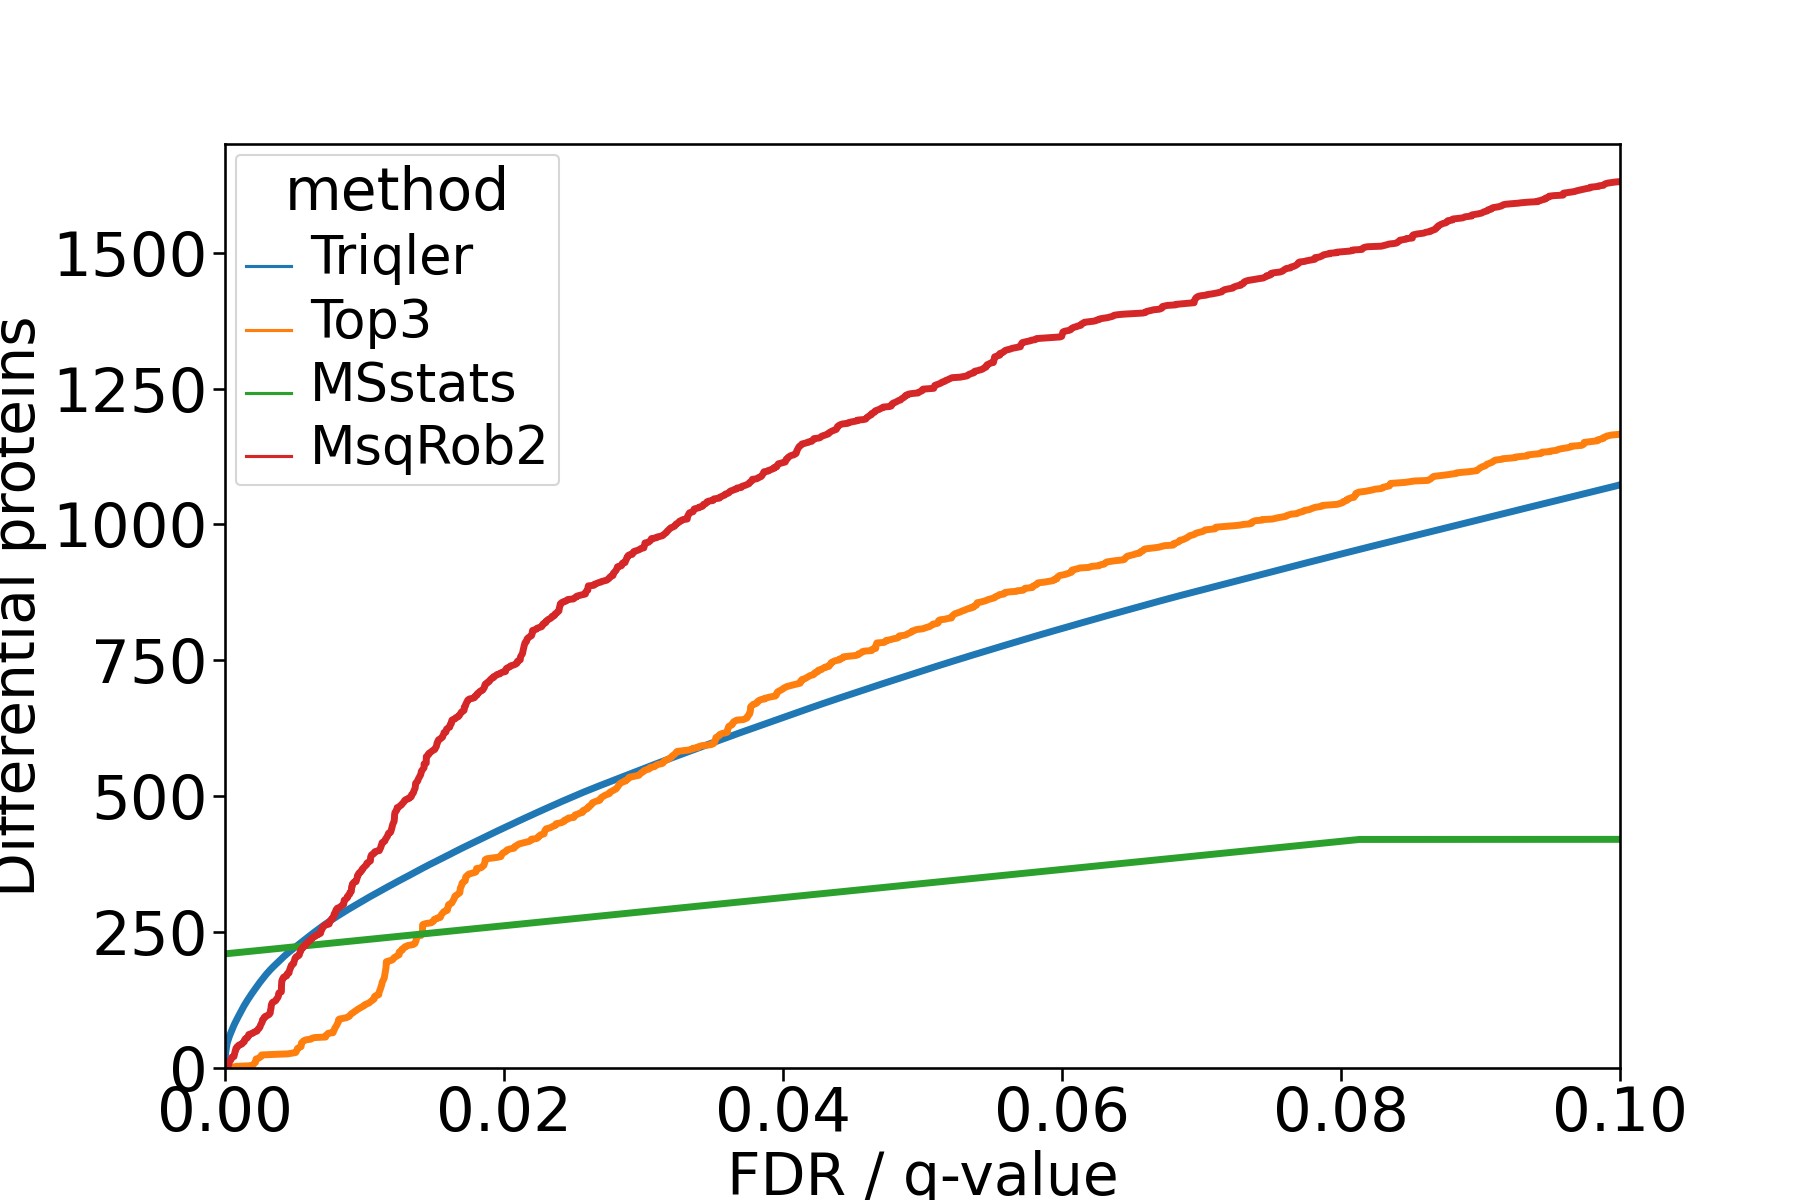 method
Triqler
Top3
MSstats
MsqRob2
Differential proteins
1500
1250
1000
750
500
250
0
0.00 0.02 0.04 0.06 0.08 0.10
FDR / q-value